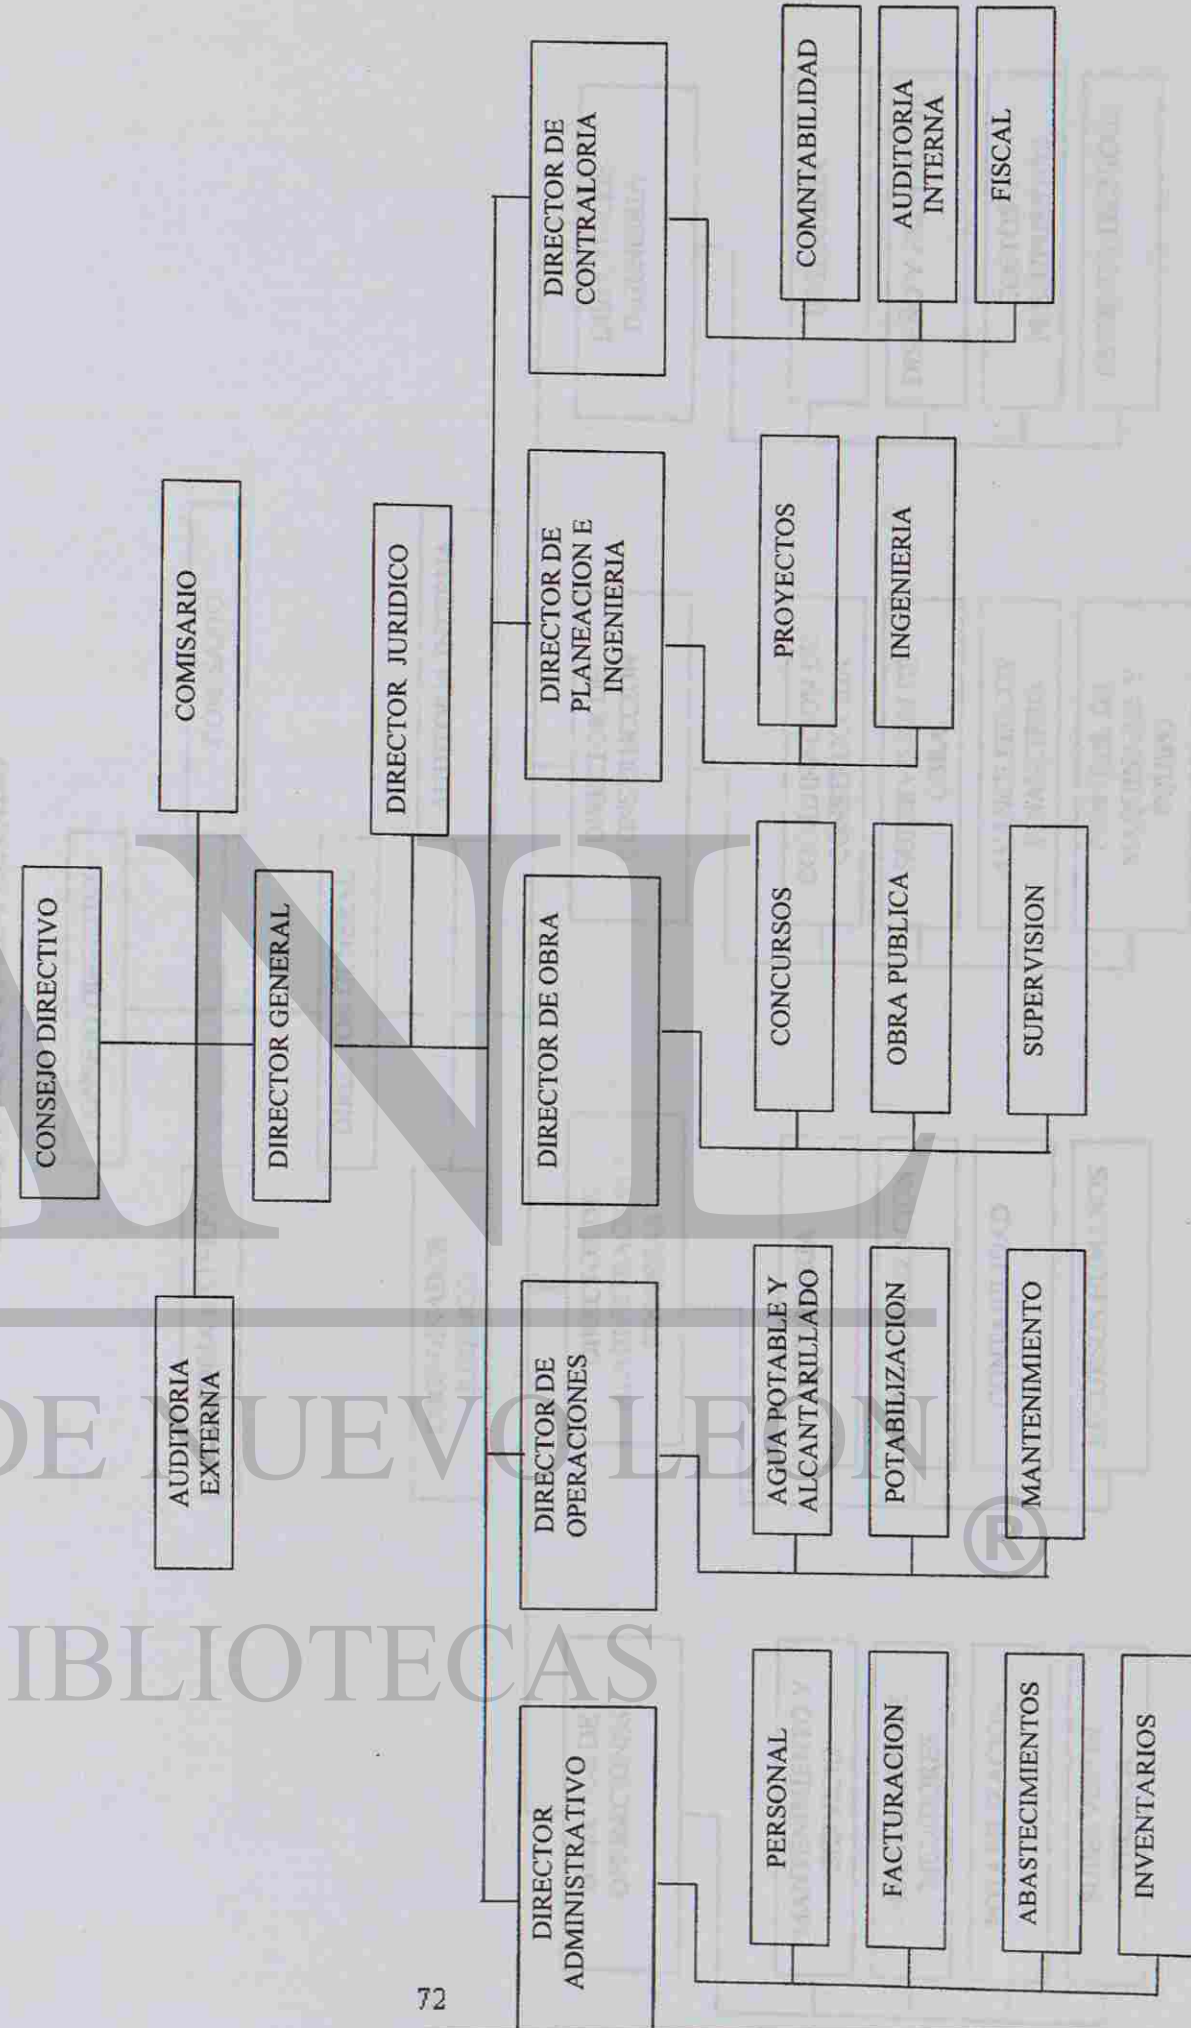 CONSEJO DIRECTIVO
AUDITORIA
EXTERNA
COMISARIO
DIRECTOR GENERAL
DIRECTOR JURIDICO
DIRECTOR
ADMINISTRATIVO
DIRECTOR DE
OPERACIONES
DIRECTOR DE OBRA
DIRECTOR DE
PLANEACION E
INGENIERIA
DIRECTOR DE
CONTRALORIA
PERSONAL
FACTURACION
ABASTECIMIENTOS
INVENTARIOS
AGUA POTABLE Y
ALCANTARILLADO
POTABILIZACION
MANTENIMIENTO
CONCURSOS
OBRA PUBLICA
SUPERVISION
PROYECTOS
INGENIERIA
COMNTABILIDAD
AUDITORIA
INTERNA
FISCAL
72
ANL
DE NUEVO LEON
®
IBLIOTECAS